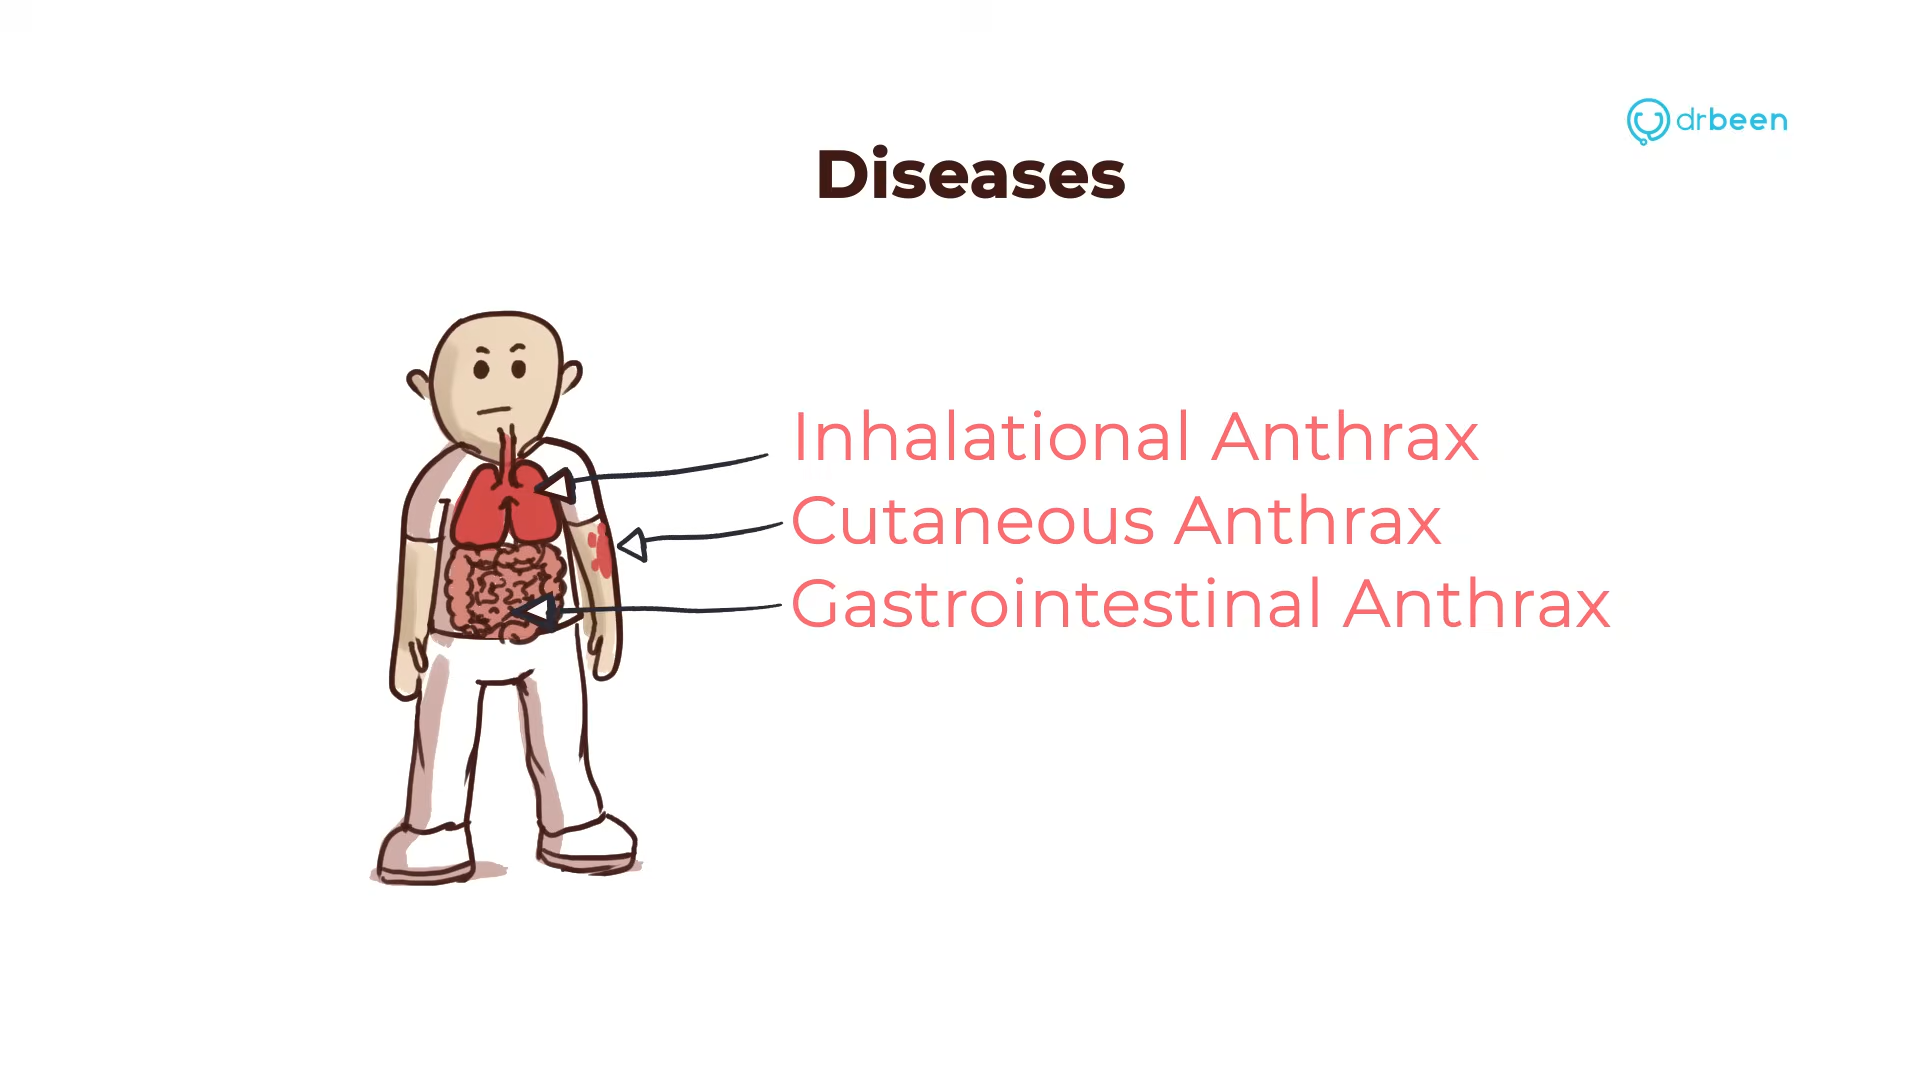 drbeen
Diseases
Inhalational Anthrax
Cutaneous Anthrax
Gastrointestinal Anthrax